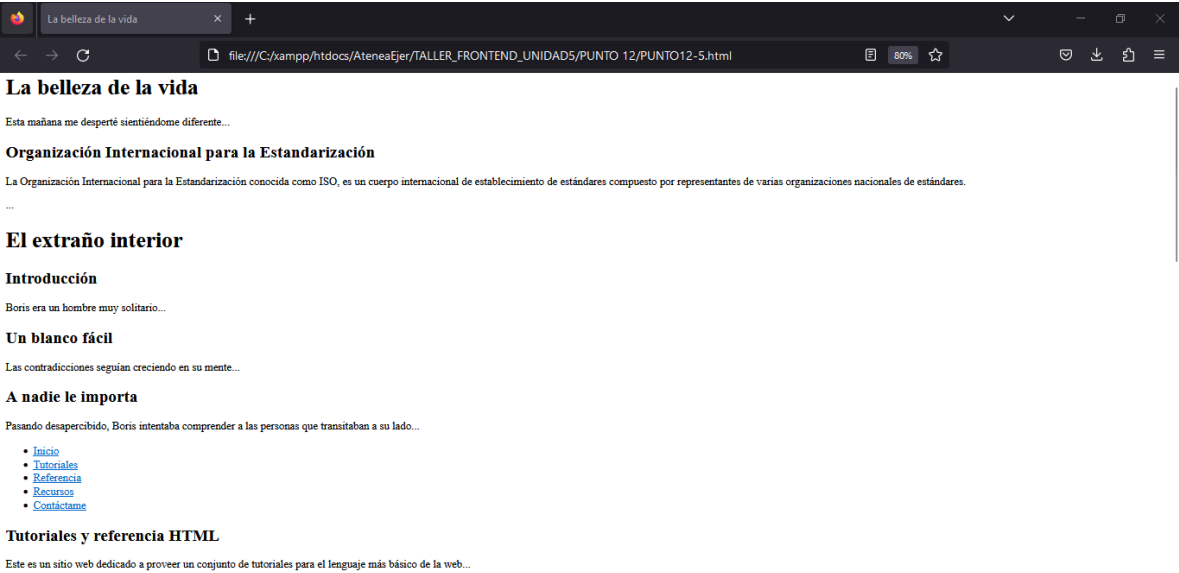 La belleza de la vida
file:///C:/xampp/htdocs/AteneaEjer/TALLER_FRONTEND_UNIDAD5/PUNTO 12/PUNTO12-5.html
80%
La belleza de la vida
Esta mañana me desperté sientiéndome diferente...
Organización Internacional para la Estandarización
La Organización Internacional para la Estandarización conocida como ISO, es un cuerpo internacional de establecimiento de estándares compuesto por representantes de varias organizaciones nacionales de estándares.
...
El extraño interior
Introducción
Boris era un hombre muy solitario...
Un blanco fácil
Las contradicciones seguían creciendo en su mente...
A nadie le importa
Pasando desapercibido, Boris intentaba comprender a las personas que transitaban a su lado...
Inicio
Tutoriales
Referencia
Recursos
Contáctame
Tutoriales y referencia HTML
Este es un sitio web dedicado a proveer un conjunto de tutoriales para el lenguaje más básico de la web...